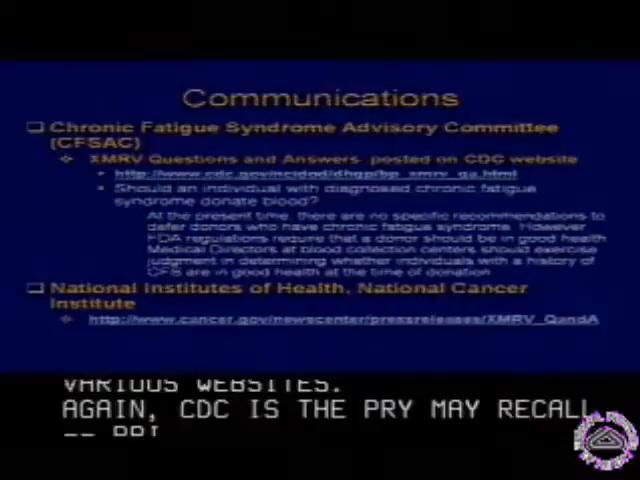 Communications
Chronic Fatigue Syndrome Advisory Committee
(CFSAC)
XMRV Questions and Answers posted on CDC website
http://www.cdc.gov/ncidod/dhqp/bp_xmrv_qa.html
Should an individual with diagnosed chronic fatigue
syndrome donate blood?
At the present time, there are no specific recommendations to
defer donors who have chronic fatigue syndrome. However
FDA regulations require that a donor should be in good health
Medical Directors at blood collection centers should exercise
judgment in determining whether individuals with a history of
CFS are in good health at the time of donation
National Institutes of Health, National Cancer
Institute
http://www.cancer.gov/newscenter/pressreleases/XMRV_QandA
VARIOUS WEBSITES.
AGAIN, CDC IS THE PRY MAY RECALL
-- PRI